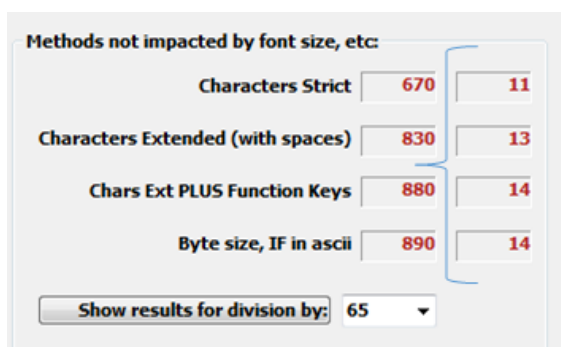 Methods not impacted by font size, etc:
Characters Strict 670 11
Characters Extended (with spaces) 830 13
Chars Ext PLUS Function Keys 880 14
Byte size, IF in ascii 890 14
Show results for division by: 65